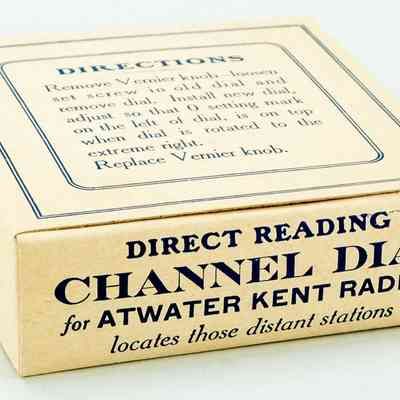 DIRECTIONS
Remove Vernier knob, loosen
set screw in old dial and
remove dial. Install new dial,
adjust so that O setting mark
on the left of dial, is on top
when dial is rotated to the
extreme right.
Replace Vernier knob.
DIRECT READING
CHANNEL DIA
for ATWATER KENT RADI
locates those distant stations